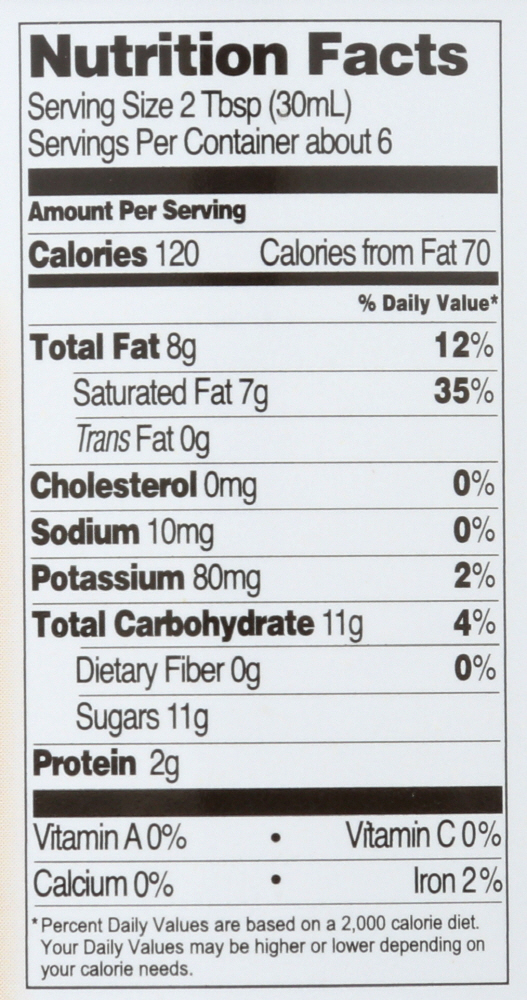 Nutrition Facts
Serving Size 2 Tbsp (30mL)
Servings Per Container about 6
Amount Per Serving
Calories 120 Calories from Fat 70
% Daily Value*
Total Fat 8g 12%
Saturated Fat 7g 35%
Trans Fat 0g
Cholesterol 0mg 0%
Sodium 10mg 0%
Potassium 80mg 2%
Total Carbohydrate 11g 4%
Dietary Fiber 0g 0%
Sugars 11g
Protein 2g
Vitamin A 0% • Vitamin C 0%
Calcium 0% • Iron 2%
* Percent Daily Values are based on a 2,000 calorie diet.
Your Daily Values may be higher or lower depending on
your calorie needs.